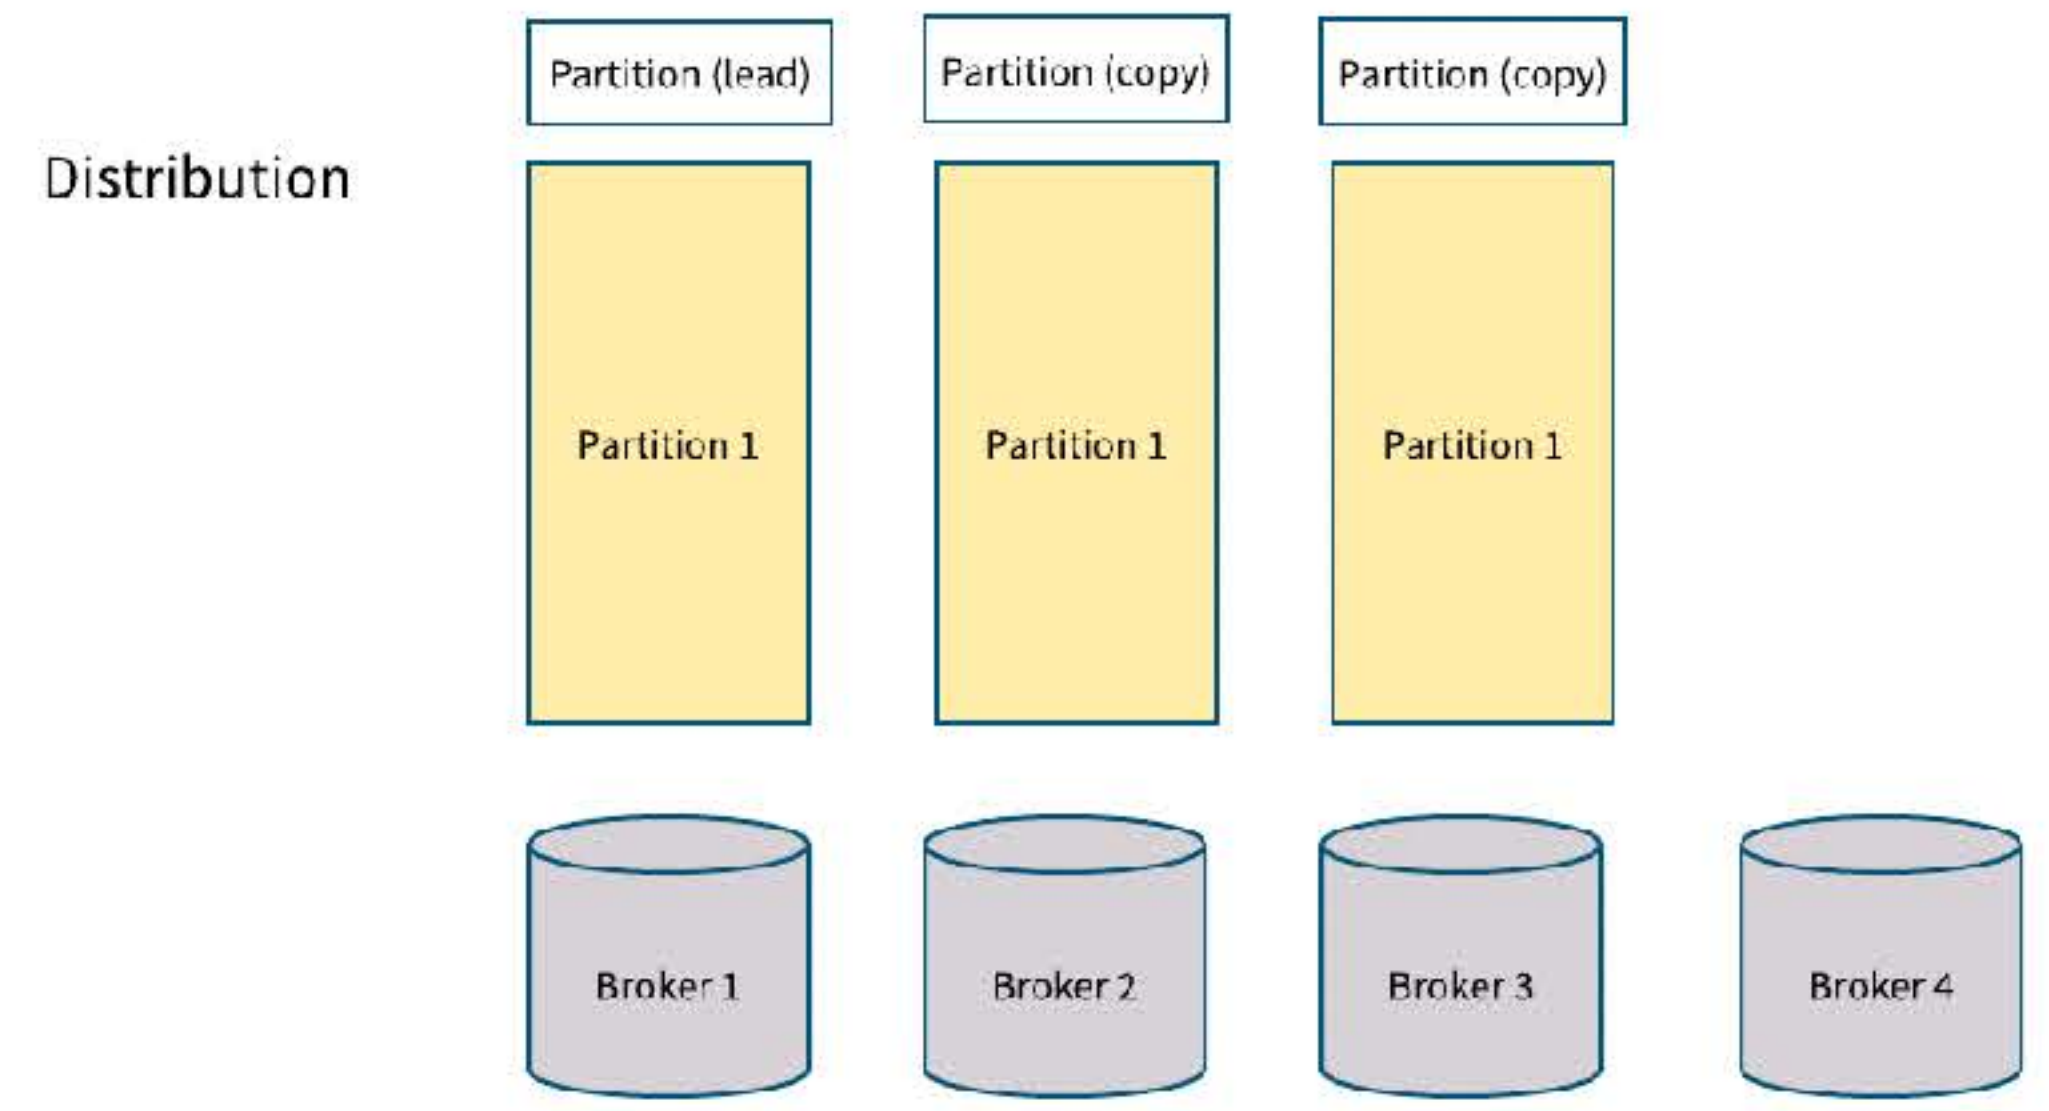 Partition (lead)
Partition (copy)
Partition (copy)
Distribution
Partition 1
Partition 1
Partition 1
Broker 1
Broker 2
Broker 3
Broker 4